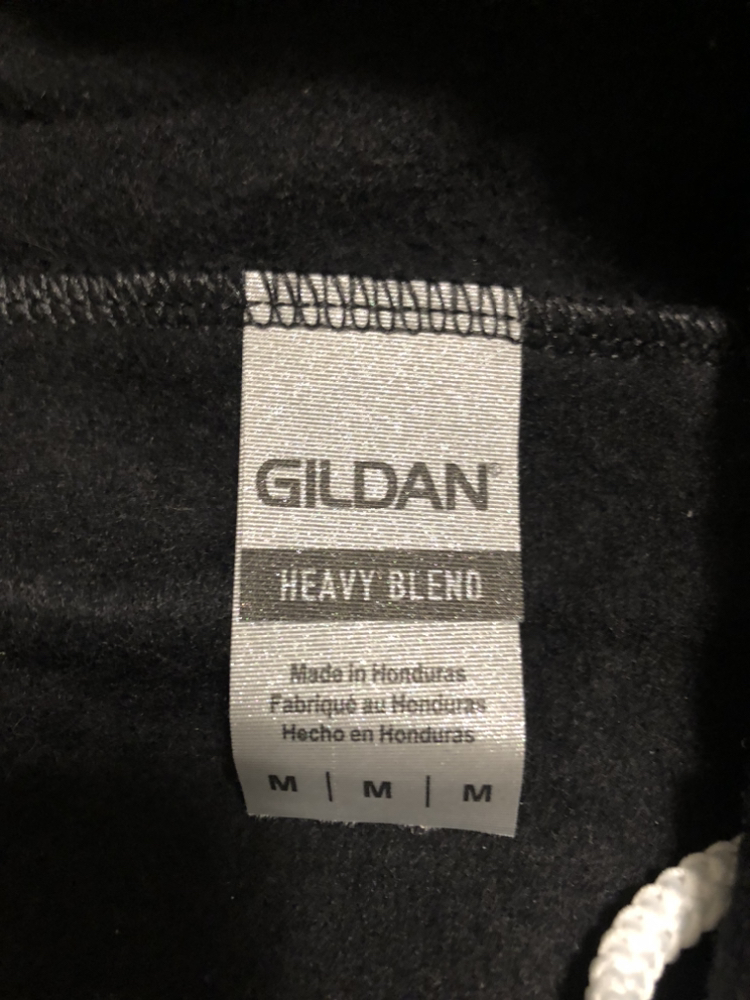 GILDAN®
HEAVY BLEND
Made in Honduras
Fabriqué au Honduras
Hecho en Honduras
M | M | M